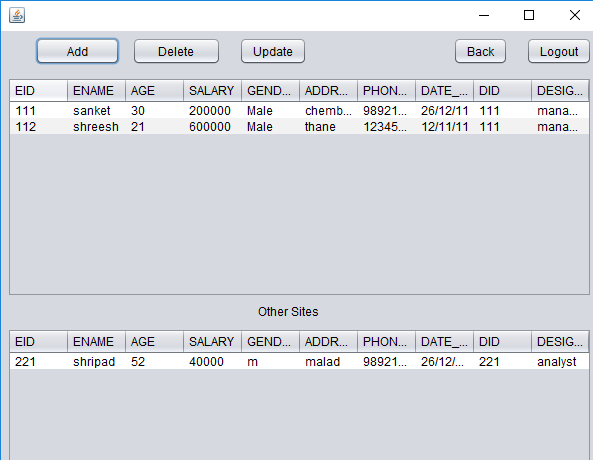 Add Delete Update Back Logout
EID ENAME AGE SALARY GEND... ADDR... PHON... DATE_... DID DESIG...
111 sanket 30 200000 Male chemb... 98921... 26/12/11 111 mana...
112 shreesh 21 600000 Male thane 12345... 12/11/11 111 mana...
Other Sites
EID ENAME AGE SALARY GEND... ADDR... PHON... DATE_... DID DESIG...
221 shripad 52 40000 m malad 98921... 26/12/... 221 analyst